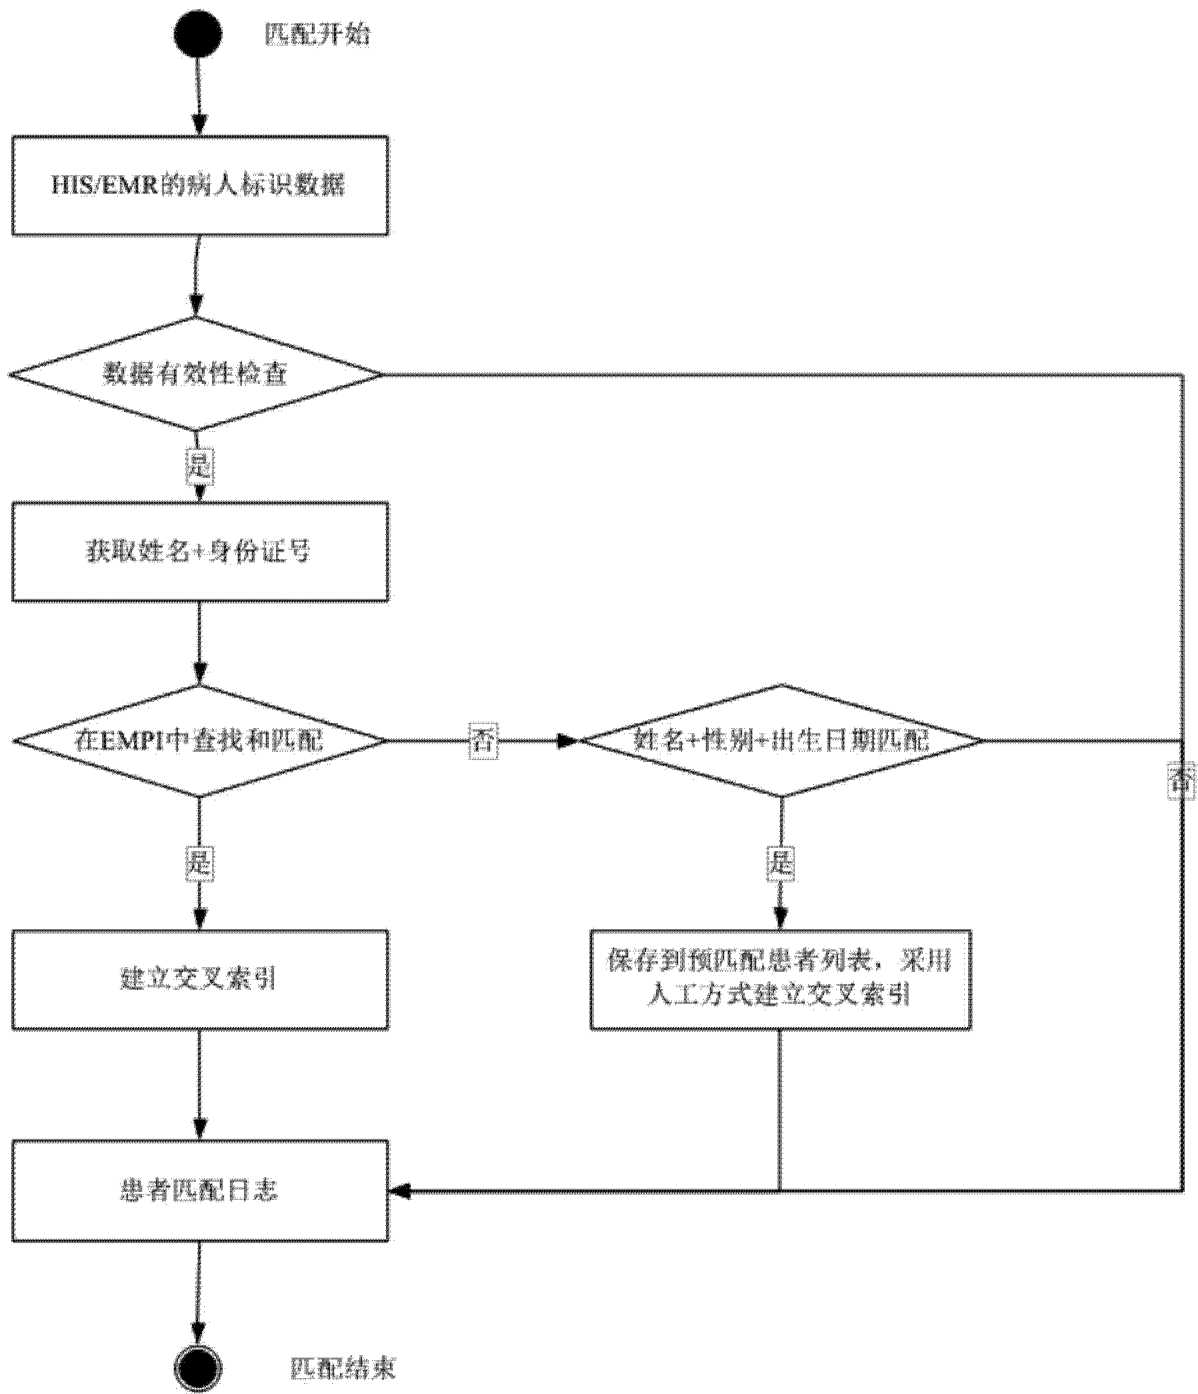 匹配开始
HIS/EMR的病人标识数据
数据有效性检查
是
获取姓名+身份证号
在EMPI中查找和匹配
否
姓名+性别+出生日期匹配
否
是
是
建立交叉索引
保存到预匹配患者列表，采用
人工方式建立交叉索引
患者匹配日志
匹配结束